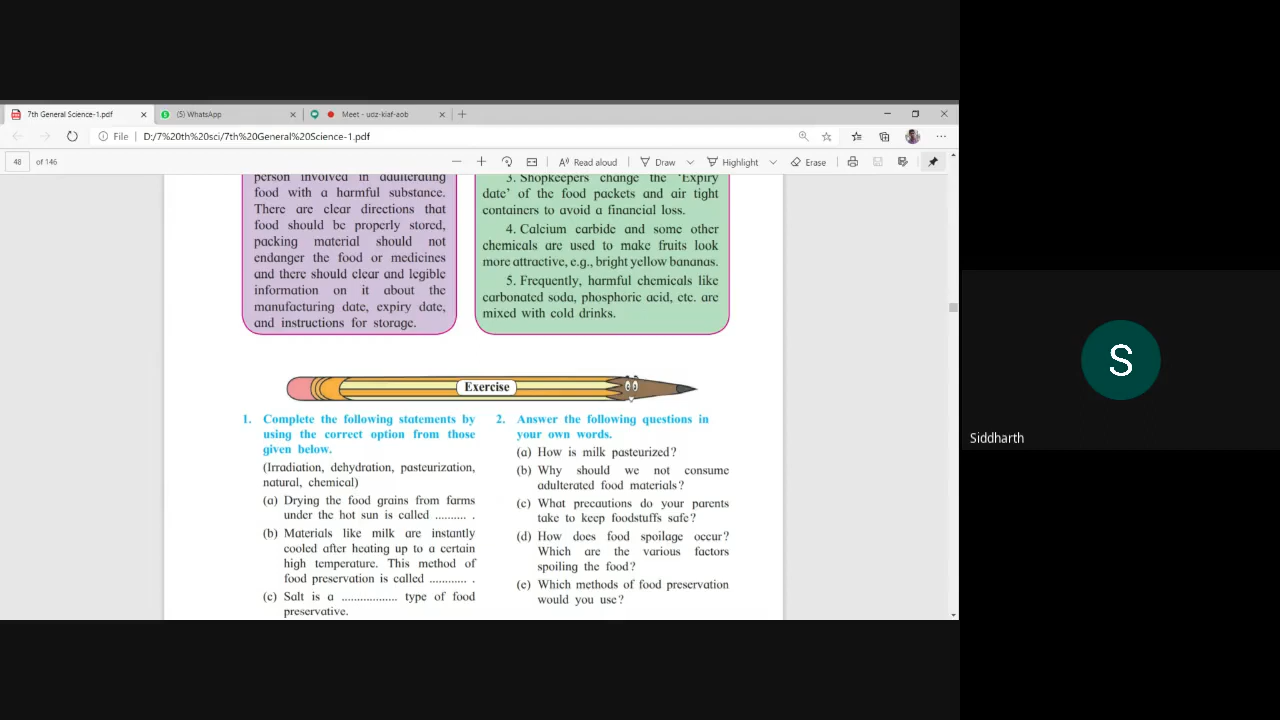 7th General Science-1.pdf
(5) WhatsApp
Meet - udz-kiaf-aob
File
D:/7%20th%20sci/7th%20General%20Science-1.pdf
48 of 146
Read aloud
Draw
Highlight
Erase
person involved in adulterating
food with a harmful substance.
There are clear directions that
food should be properly stored,
packing material should not
endanger the food or medicines
and there should clear and legible
information on it about the
manufacturing date, expiry date,
and instructions for storage.
3. Shopkeepers change the ‘Expiry
date’ of the food packets and air tight
containers to avoid a financial loss.
4. Calcium carbide and some other
chemicals are used to make fruits look
more attractive, e.g., bright yellow bananas.
5. Frequently, harmful chemicals like
carbonated soda, phosphoric acid, etc. are
mixed with cold drinks.
Exercise
1. Complete the following statements by
using the correct option from those
given below.
(Irradiation, dehydration, pasteurization,
natural, chemical)
(a) Drying the food grains from farms
under the hot sun is called .......... .
(b) Materials like milk are instantly
cooled after heating up to a certain
high temperature. This method of
food preservation is called ............ .
(c) Salt is a ................. type of food
preservative.
2. Answer the following questions in
your own words.
(a) How is milk pasteurized?
(b) Why should we not consume
adulterated food materials?
(c) What precautions do your parents
take to keep foodstuffs safe?
(d) How does food spoilage occur?
Which are the various factors
spoiling the food?
(e) Which methods of food preservation
would you use?
S
Siddharth